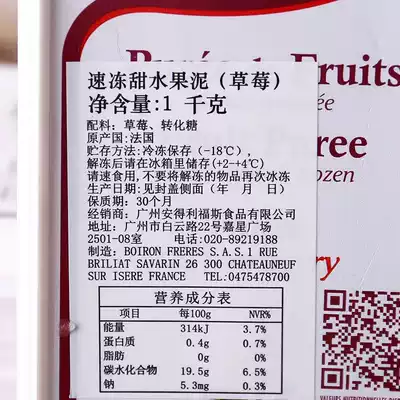 Fruits
速冻甜水果泥（草莓）
净含量:1 千克
配料: 草莓、转化糖
原产国:法国
贮存方法:冷冻保存（-18℃），
解冻后请在冰箱里储存(+2-+4℃)
请速食用,不要将解冻的物品再次冰冻
生产日期:见封盖侧面（年 月 日）
保质期: 30个月
经销商: 广州安得利福斯食品有限公司
地址: 广州市白云路22号嘉星广场
2501-08室 电话:020-89219188
制造: BOIRON FRERES S.A.S.1 RUE
BRILIAT SAVARIN 26 300 CHATEAUNEUF
SUR ISERE FRANCE TEL:0475478700
营养成分表
项目 每100g NVR%
能量 314kJ 3.7%
蛋白质 0.4g 0.7%
脂肪 0g 0%
碳水化合物 19.5g 6.5%
钠 5.3mg 0.3%